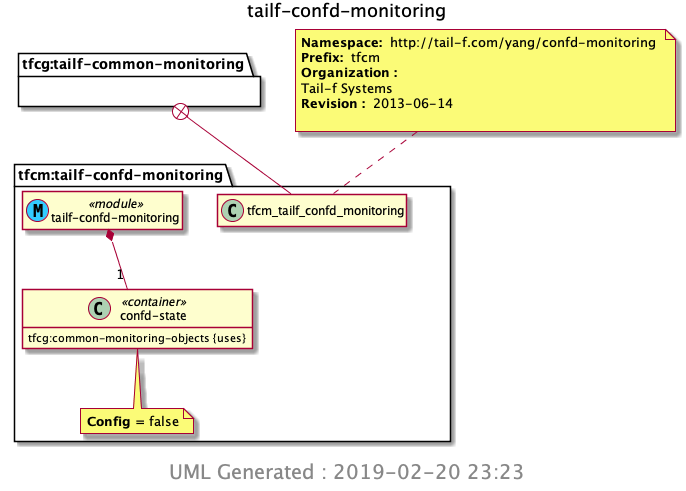 tailf-confd-monitoring
tfcg:tailf-common-monitoring
Namespace: http://tail-f.com/yang/confd-monitoring
Prefix: tfcm
Organization :
Tail-f Systems
Revision : 2013-06-14
tfcm:tailf-confd-monitoring
M
«module»
tailf-confd-monitoring
C tfcm_tailf_confd_monitoring
1
C
«container»
confd-state
tfcg:common-monitoring-objects {uses}
Config = false
UML Generated : 2019-02-20 23:23